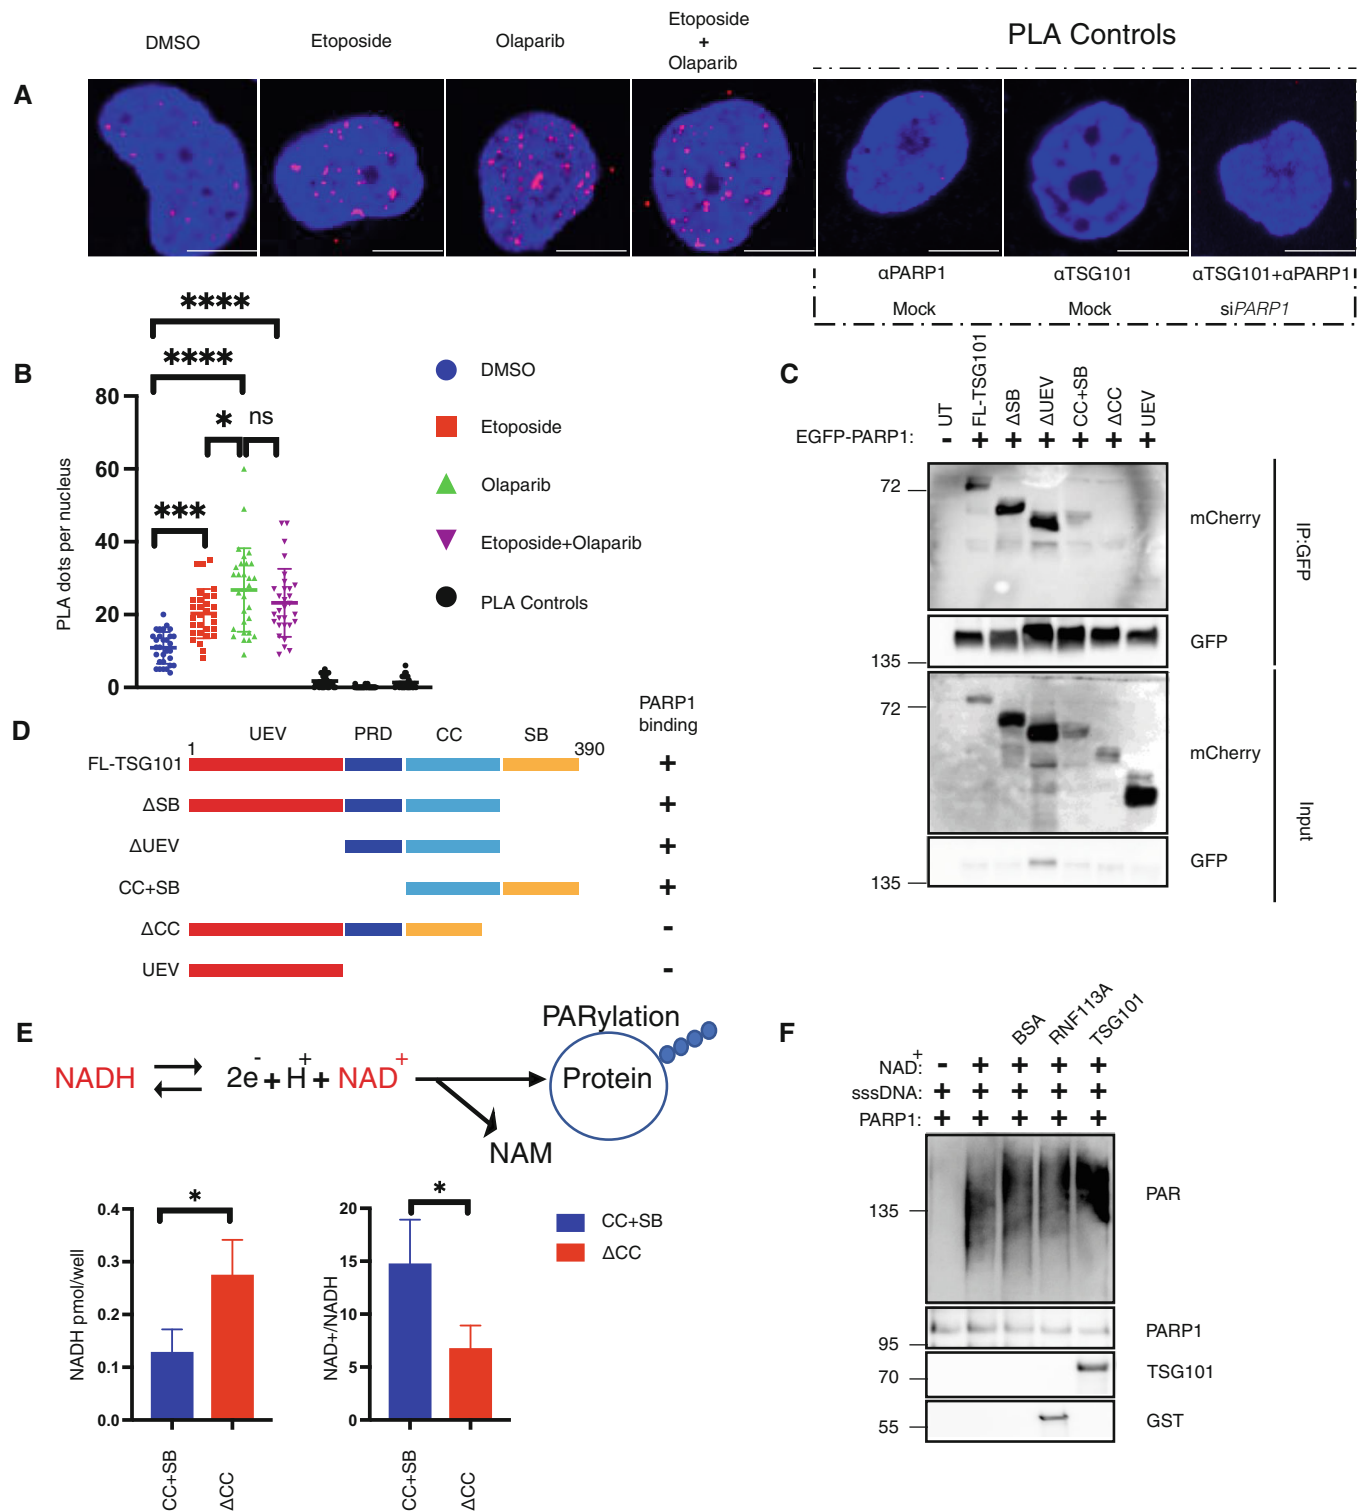 DMSO
Etoposide
Olaparib
Etoposide
+
Olaparib
PLA Controls
A
αPARP1
αTSG101
αTSG101+αPARP1
Mock
Mock
siPARP1
B
****
****
*
ns
***
PLA dots per nucleus
80
60
40
20
0
DMSO
Etoposide
Olaparib
Etoposide+Olaparib
PLA Controls
C
UT
FL-TSG101
ΔSB
ΔUEV
CC+SB
ΔCC
UEV
EGFP-PARP1: - + + + + + +
72
mCherry
GFP
135
IP:GFP
72
mCherry
GFP
135
Input
D
1
UEV
PRD
CC
SB
390
PARP1
binding
FL-TSG101 +
ΔSB +
ΔUEV +
CC+SB +
ΔCC -
UEV -
E
NADH
2e- + H+ + NAD+
PARylation
Protein
NAM
NADH pmol/well
0.4
0.3
0.2
0.1
0.0
*
CC+SB
ΔCC
NAD+/NADH
20
15
10
5
0
*
CC+SB
ΔCC
CC+SB
ΔCC
F
BSA
RNF113A
TSG101
NAD+: - + + + +
sssDNA: + + + + +
PARP1: + + + + +
135
PAR
PARP1
95
TSG101
70
GST
55